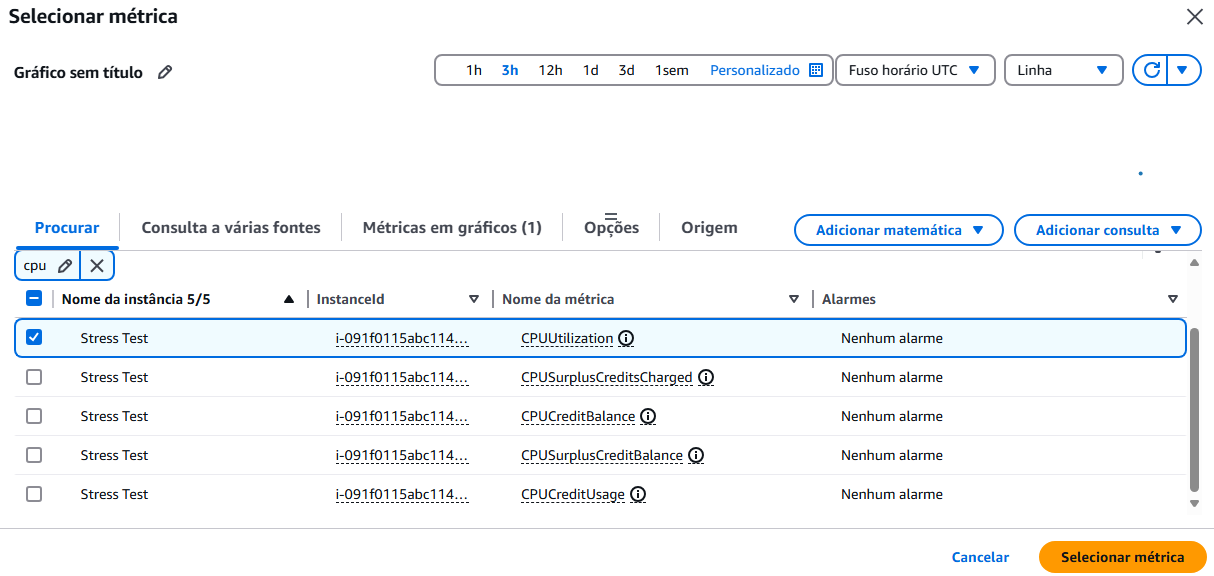 Selecionar métrica
Gráfico sem título
1h 3h 12h 1d 3d 1sem Personalizado Fuso horário UTC Linha
Procurar Consulta a várias fontes Métricas em gráficos (1) Opções Origem Adicionar matemática Adicionar consulta
cpu
Nome da instância 5/5 InstanceId Nome da métrica Alarmes
Stress Test i-091f0115abc114... CPUUtilization Nenhum alarme
Stress Test i-091f0115abc114... CPUSurplusCreditsCharged Nenhum alarme
Stress Test i-091f0115abc114... CPUCreditBalance Nenhum alarme
Stress Test i-091f0115abc114... CPUSurplusCreditBalance Nenhum alarme
Stress Test i-091f0115abc114... CPUCreditUsage Nenhum alarme
Cancelar Selecionar métrica